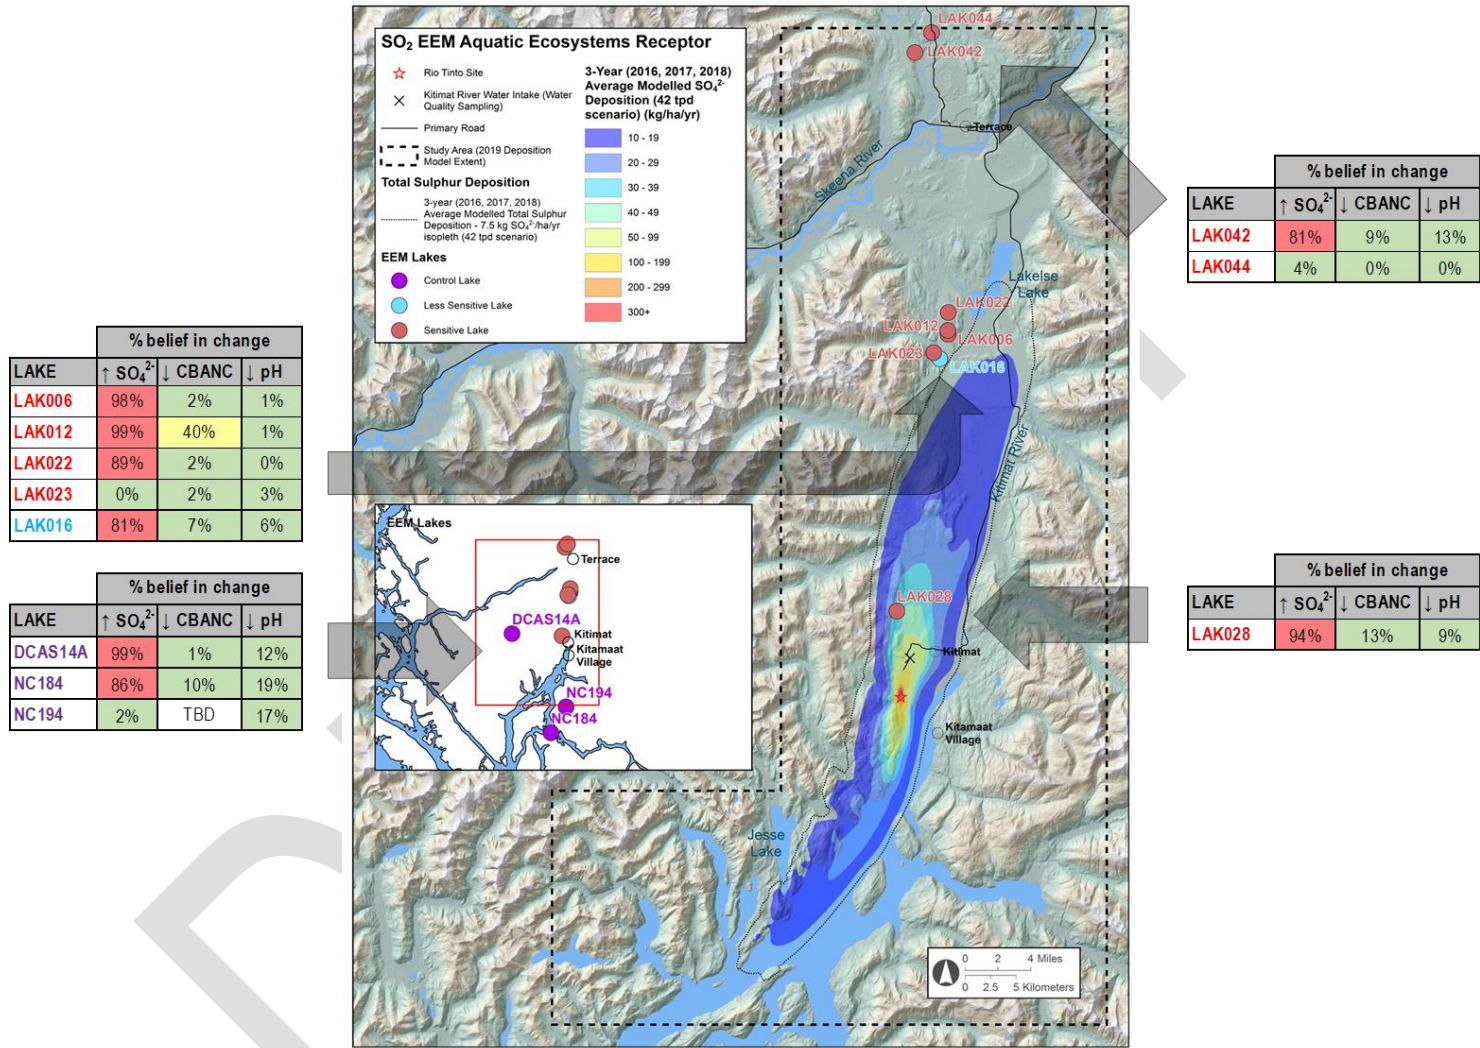 SO2 EEM Aquatic Ecosystems Receptor
Rio Tinto Site
Kitimat River Water Intake (Water
Quality Sampling)
Primary Road
Study Area (2019 Deposition
Model Extent)
Total Sulphur Deposition
3-year (2016, 2017, 2018)
Average Modelled Total Sulphur
Deposition - 7.5 kg SO4²⁻/ha/yr
isopleth (42 tpd scenario)
EEM Lakes
Control Lake
Less Sensitive Lake
Sensitive Lake
3-Year (2016, 2017, 2018)
Average Modelled SO4²⁻
Deposition (42 tpd
scenario) (kg/ha/yr)
10 - 19
20 - 29
30 - 39
40 - 49
50 - 99
100 - 199
200 - 299
300+
LAK044
LAK042
Terrace
Skeena River
Lakelse
Lake
LAK022
LAK012
LAK006
LAK023
LAK016
Kitimat River
LAK028
Kitimat
Kitamaat
Village
Jesse
Lake
0 2 4 Miles
0 2.5 5 Kilometers
EEM Lakes
Terrace
DCAS14A
Kitimat
Kitamaat
Village
NC194
NC184
% belief in change
LAKE ↑ SO4²⁻ ↓ CBANC ↓ pH
LAK006 98% 2% 1%
LAK012 99% 40% 1%
LAK022 89% 2% 0%
LAK023 0% 2% 3%
LAK016 81% 7% 6%
% belief in change
LAKE ↑ SO4²⁻ ↓ CBANC ↓ pH
DCAS14A 99% 1% 12%
NC184 86% 10% 19%
NC194 2% TBD 17%
% belief in change
LAKE ↑ SO4²⁻ ↓ CBANC ↓ pH
LAK042 81% 9% 13%
LAK044 4% 0% 0%
% belief in change
LAKE ↑ SO4²⁻ ↓ CBANC ↓ pH
LAK028 94% 13% 9%